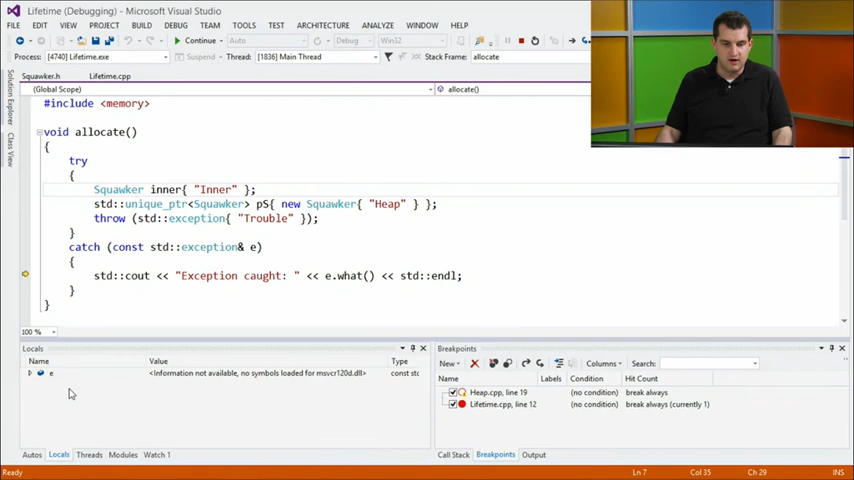 Lifetime (Debugging) - Microsoft Visual Studio
FILE EDIT VIEW PROJECT BUILD DEBUG TEAM TOOLS TEST ARCHITECTURE ANALYZE WINDOW HELP
Continue Auto Debug Win32
Process: [4740] Lifetime.exe Suspend Thread: [1836] Main Thread Stack Frame: allocate
Squawker.h Lifetime.cpp
(Global Scope) allocate()
Solution Explorer
Class View
#include <memory>
void allocate()
{
try
{
Squawker inner{ "Inner" };
std::unique_ptr<Squawker> pS{ new Squawker{ "Heap" } };
throw (std::exception{ "Trouble" });
}
catch (const std::exception& e)
{
std::cout << "Exception caught: " << e.what() << std::endl;
}
}
100 %
Locals
Name Value Type
e <Information not available, no symbols loaded for msvcr120d.dll> const stc
Autos Locals Threads Modules Watch 1
Breakpoints
New Columns Search:
Name Labels Condition Hit Count
Heap.cpp, line 19 (no condition) break always
Lifetime.cpp, line 12 (no condition) break always (currently 1)
Call Stack Breakpoints Output
Ready Ln 7 Col 35 Ch 29 INS